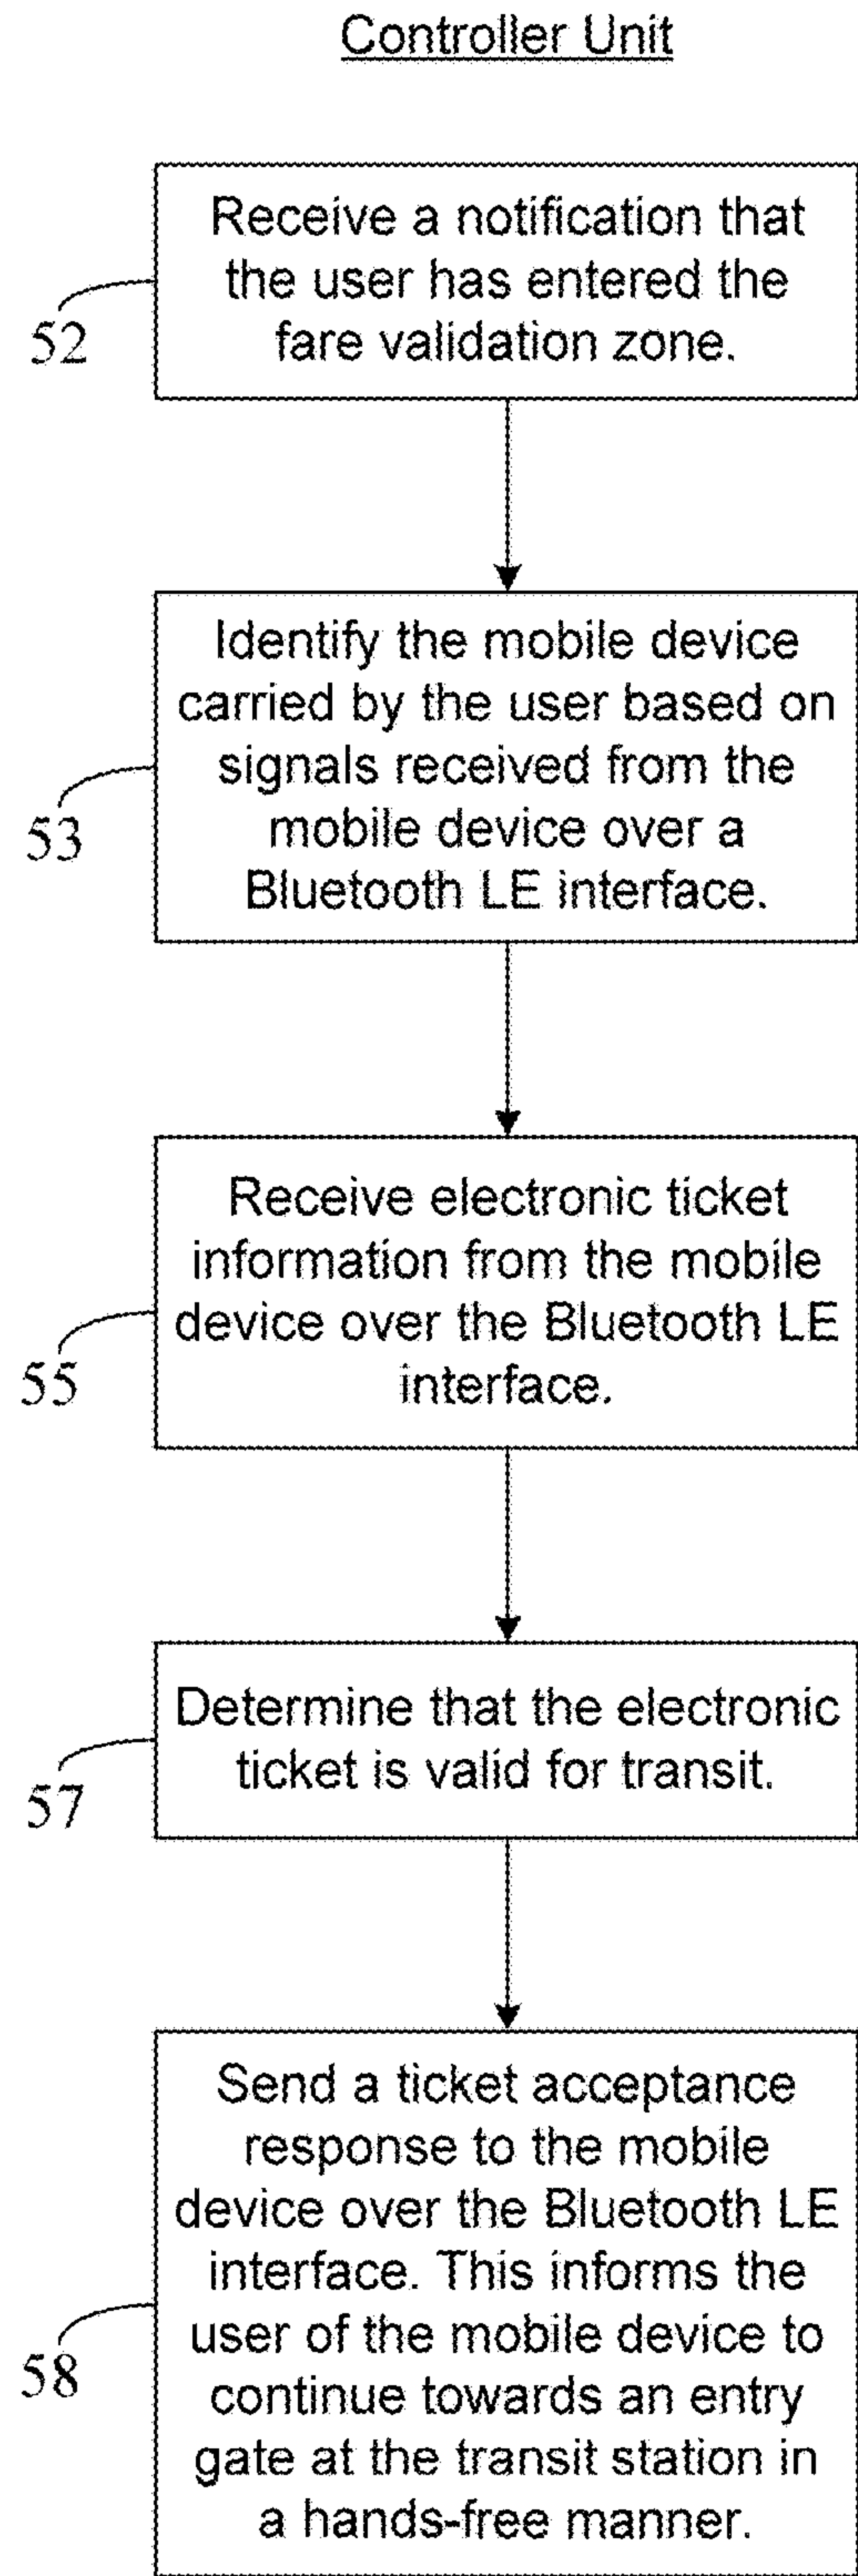 Controller Unit
Receive a notification that
the user has entered the
fare validation zone.
52
Identify the mobile device
carried by the user based on
signals received from the
mobile device over a
Bluetooth LE interface.
53
Receive electronic ticket
information from the mobile
device over the Bluetooth LE
interface.
55
Determine that the electronic
ticket is valid for transit.
57
Send a ticket acceptance
response to the mobile
device over the Bluetooth LE
interface. This informs the
user of the mobile device to
continue towards an entry
gate at the transit station in
a hands-free manner.
58